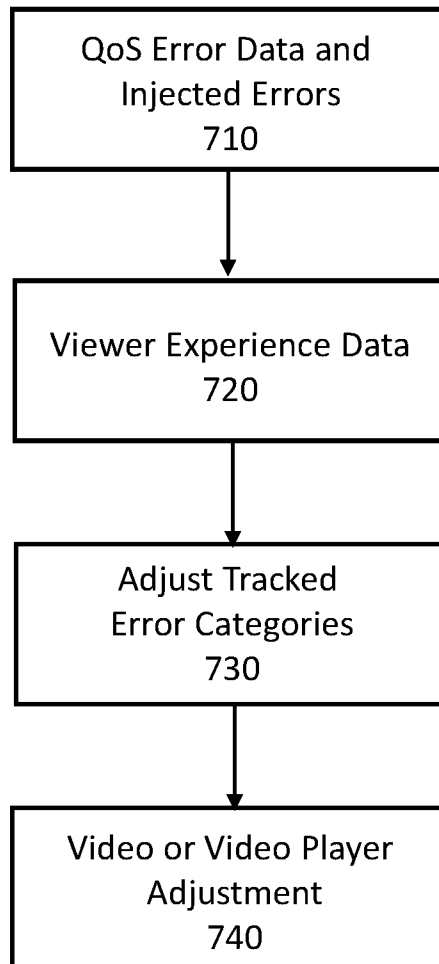 QoS Error Data and
Injected Errors
710
Viewer Experience Data
720
Adjust Tracked
Error Categories
730
Video or Video Player
Adjustment
740